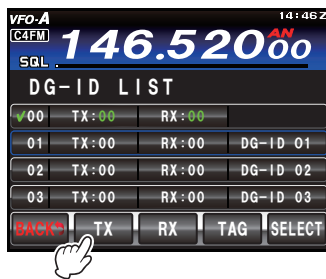 VFO-A 14:46
C4FM 146.520 00 AN
SQL
DG-ID LIST
✓00 TX:00 RX:00
01 TX:00 RX:00 DG-ID 01
02 TX:00 RX:00 DG-ID 02
03 TX:00 RX:00 DG-ID 03
BACK TX RX TAG SELECT